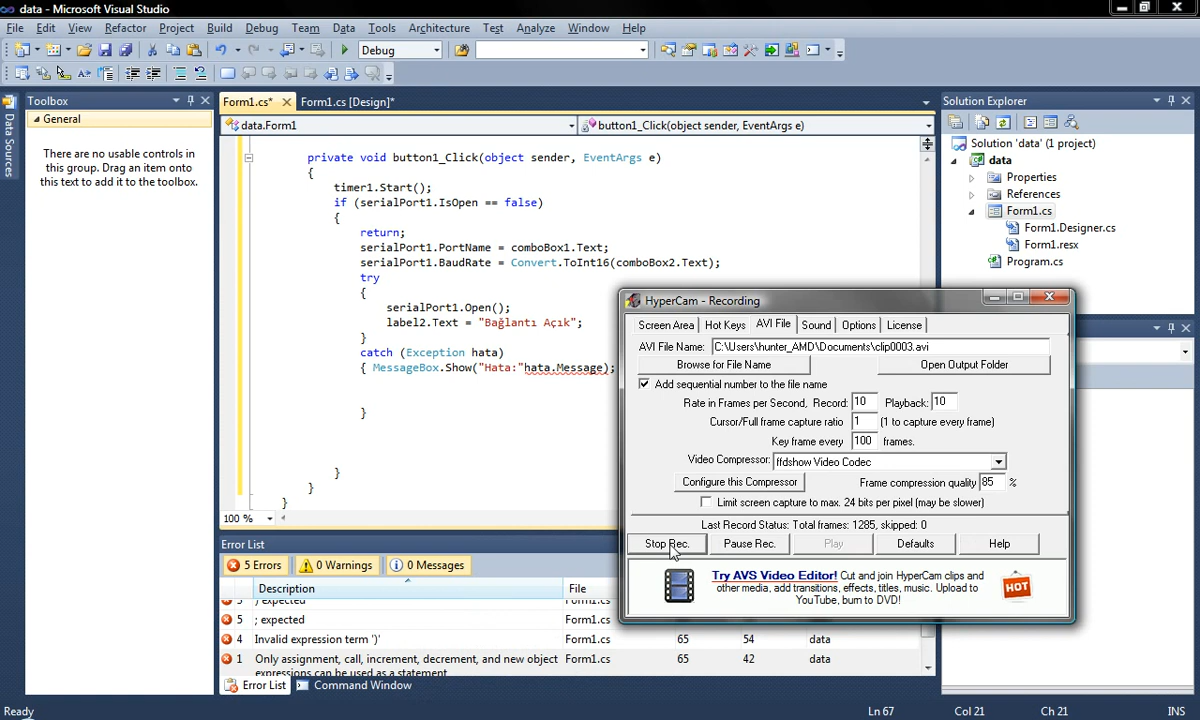 data - Microsoft Visual Studio
File Edit View Refactor Project Build Debug Team Data Tools Architecture Test Analyze Window Help
Debug
Data Sources
Toolbox
General
There are no usable controls in
this group. Drag an item onto
this text to add it to the toolbox.
Form1.cs* Form1.cs [Design]*
data.Form1 button1_Click(object sender, EventArgs e)
private void button1_Click(object sender, EventArgs e)
{
timer1.Start();
if (serialPort1.IsOpen == false)
{
return;
serialPort1.PortName = comboBox1.Text;
serialPort1.BaudRate = Convert.ToInt16(comboBox2.Text);
try
{
serialPort1.Open();
label2.Text = "Bağlantı Açık";
}
catch (Exception hata)
{ MessageBox.Show("Hata:"hata.Message);
}
}
}
}
100 %
Solution Explorer
Solution 'data' (1 project)
data
Properties
References
Form1.cs
Form1.Designer.cs
Form1.resx
Program.cs
HyperCam - Recording
Screen Area Hot Keys AVI File Sound Options License
AVI File Name: C:\Users\hunter_AMD\Documents\clip0003.avi
Browse for File Name Open Output Folder
Add sequential number to the file name
Rate in Frames per Second, Record: 10 Playback: 10
Cursor/Full frame capture ratio 1 (1 to capture every frame)
Key frame every 100 frames.
Video Compressor: ffdshow Video Codec
Configure this Compressor Frame compression quality 85 %
Limit screen capture to max. 24 bits per pixel (may be slower)
Last Record Status: Total frames: 1285, skipped: 0
Stop Rec. Pause Rec. Play Defaults Help
Try AVS Video Editor! Cut and join HyperCam clips and
other media, add transitions, effects, titles, music. Upload to
YouTube, burn to DVD!
HOT
Error List
5 Errors 0 Warnings 0 Messages
Description File
) expected Form1.cs
5 ; expected Form1.cs
4 Invalid expression term ')' Form1.cs 65 54 data
1 Only assignment, call, increment, decrement, and new object Form1.cs 65 42 data
expressions can be used as a statement
Error List Command Window
Ready Ln 67 Col 21 Ch 21 INS